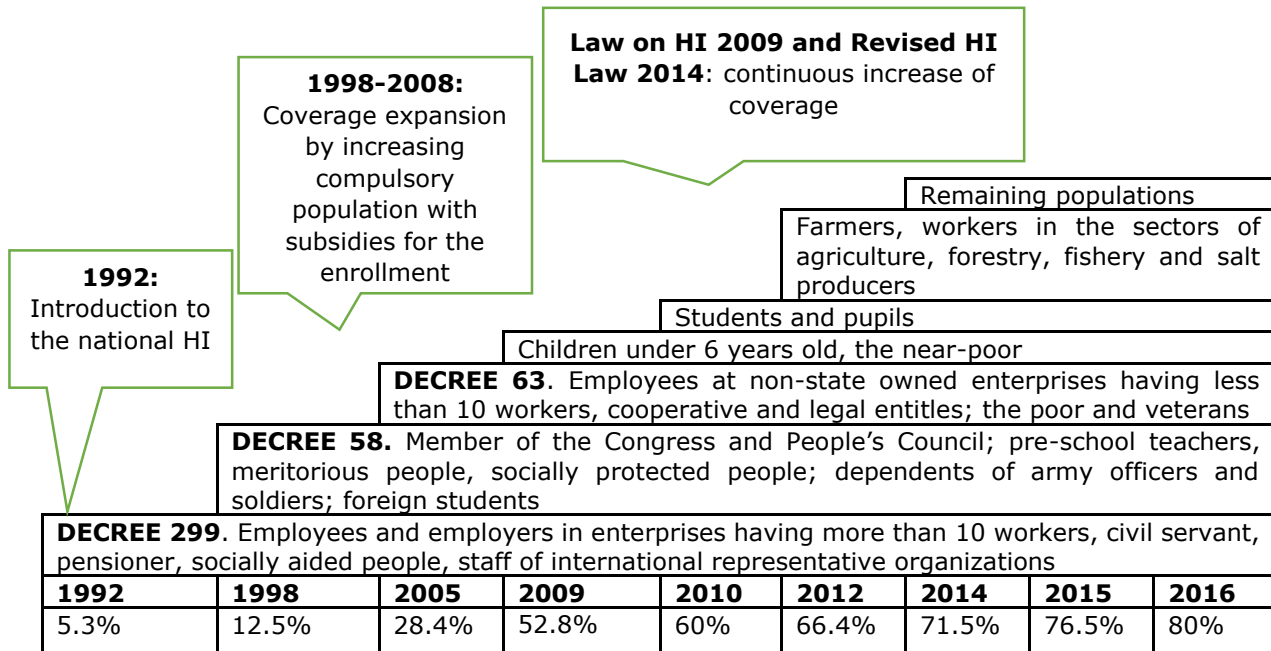 Law on HI 2009 and Revised HI
Law 2014: continuous increase of
coverage
1998-2008:
Coverage expansion
by increasing
compulsory
population with
subsidies for the
enrollment
1992:
Introduction to
the national HI
Remaining populations
Farmers, workers in the sectors of
agriculture, forestry, fishery and salt
producers
Students and pupils
Children under 6 years old, the near-poor
DECREE 63. Employees at non-state owned enterprises having less
than 10 workers, cooperative and legal entitles; the poor and veterans
DECREE 58. Member of the Congress and People's Council; pre-school teachers,
meritorious people, socially protected people; dependents of army officers and
soldiers; foreign students
DECREE 299. Employees and employers in enterprises having more than 10 workers, civil servant,
pensioner, socially aided people, staff of international representative organizations
1992 1998 2005 2009 2010 2012 2014 2015 2016
5.3% 12.5% 28.4% 52.8% 60% 66.4% 71.5% 76.5% 80%